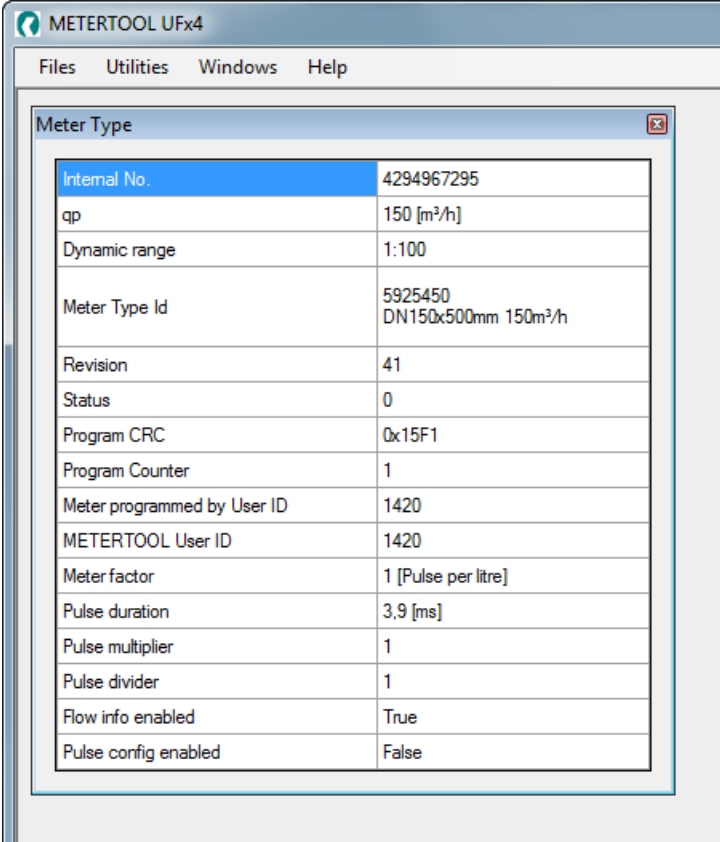 METERTOOL UFx4
Files Utilities Windows Help
Meter Type
Internal No. 4294967295
qp 150 [m³/h]
Dynamic range 1:100
Meter Type Id 5925450
DN150x500mm 150m³/h
Revision 41
Status 0
Program CRC 0x15F1
Program Counter 1
Meter programmed by User ID 1420
METERTOOL User ID 1420
Meter factor 1 [Pulse per litre]
Pulse duration 3,9 [ms]
Pulse multiplier 1
Pulse divider 1
Flow info enabled True
Pulse config enabled False